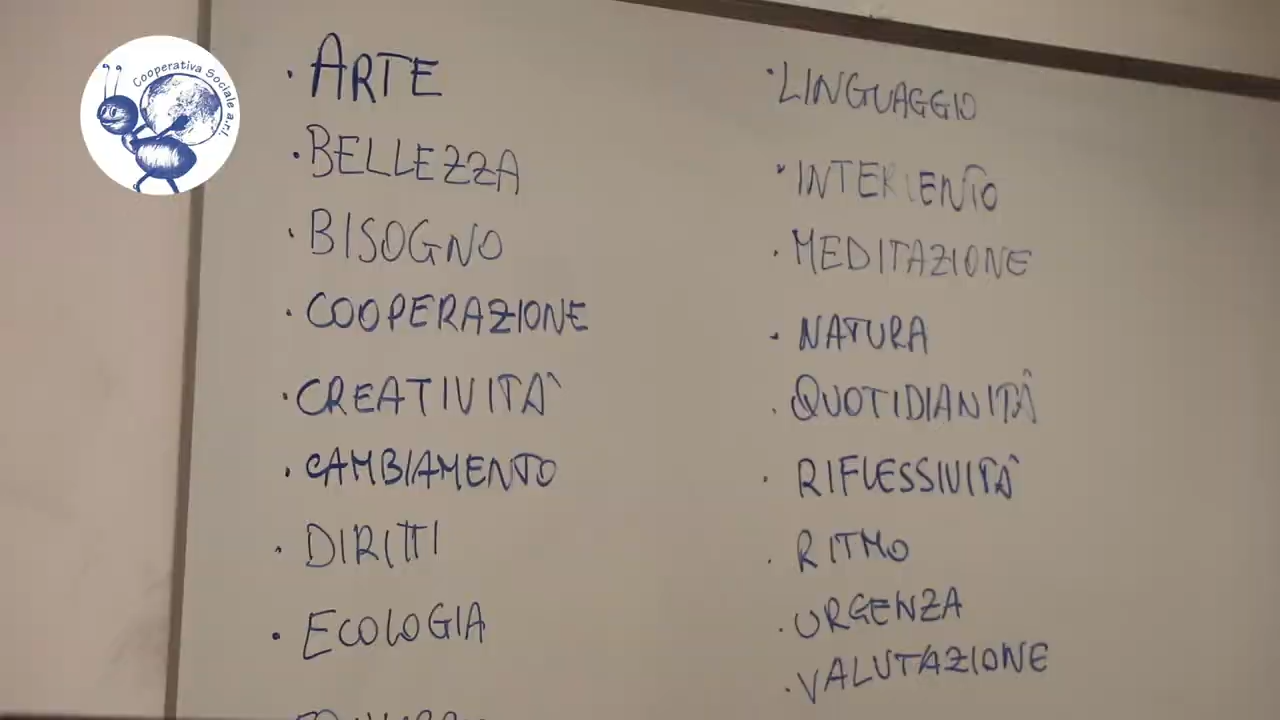 Cooperativa Sociale a.r.l.
· ARTE
· BELLEZZA
· BISOGNO
· COOPERAZIONE
· CREATIVITÀ
· CAMBIAMENTO
· DIRITTI
· ECOLOGIA
· LINGUAGGIO
· INTERVENTO
· MEDITAZIONE
· NATURA
· QUOTIDIANITÀ
· RIFLESSIVITÀ
· RITMO
· URGENZA
· VALUTAZIONE